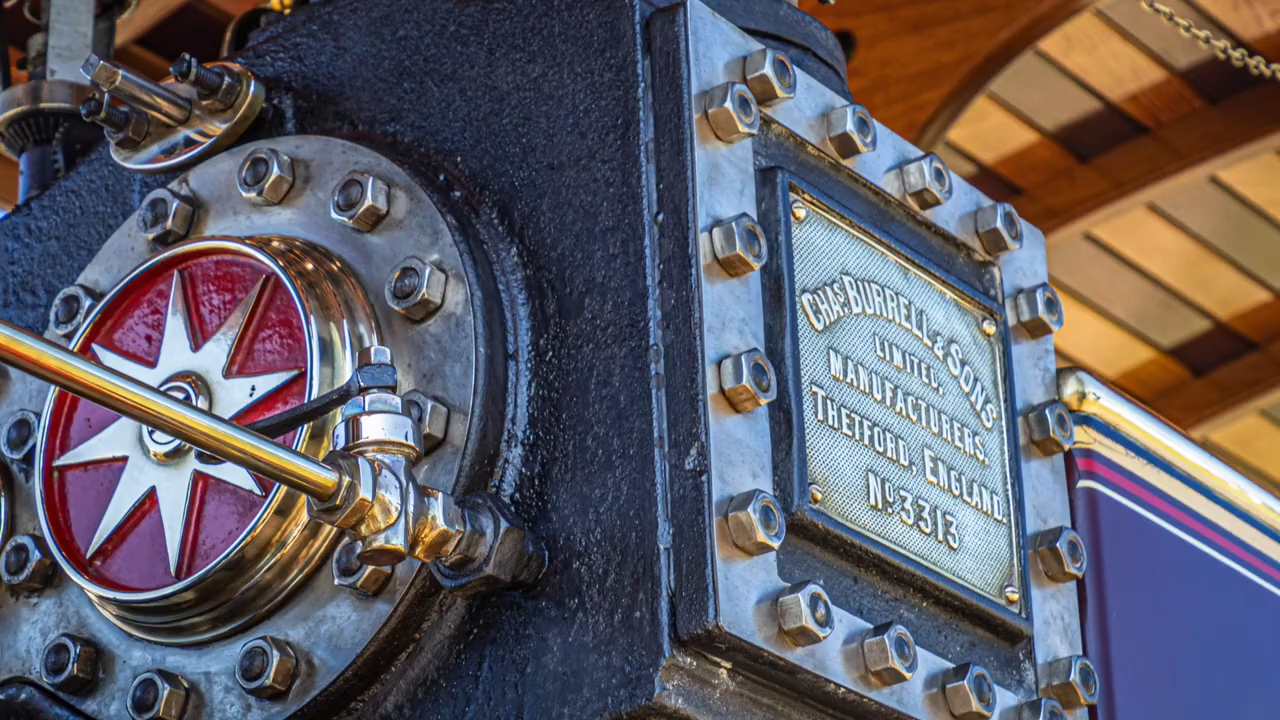 CHAS BURRELL & SONS
LIMITED,
MANUFACTURERS.
THETFORD, ENGLAND.
No. 3313